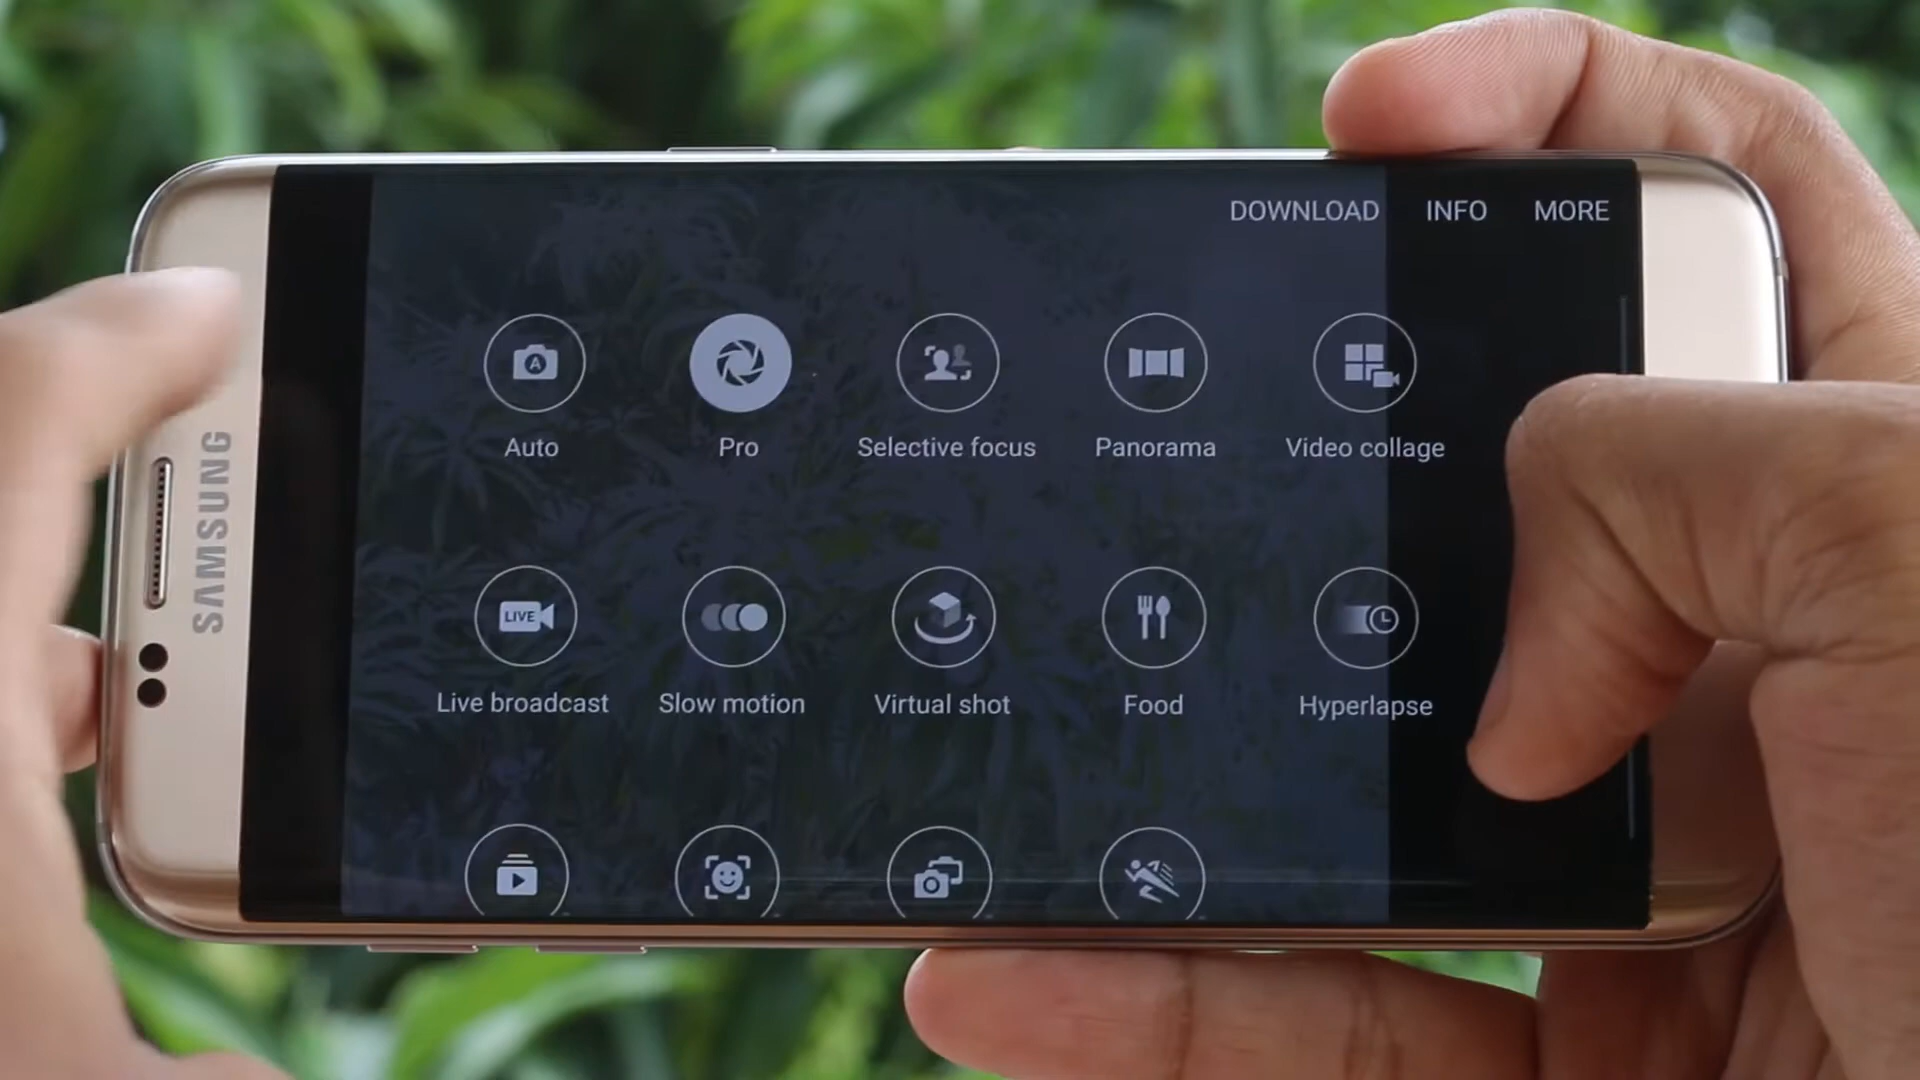 DOWNLOAD INFO MORE
A
Auto Pro Selective focus Panorama Video collage
LIVE
Live broadcast Slow motion Virtual shot Food Hyperlapse
SAMSUNG